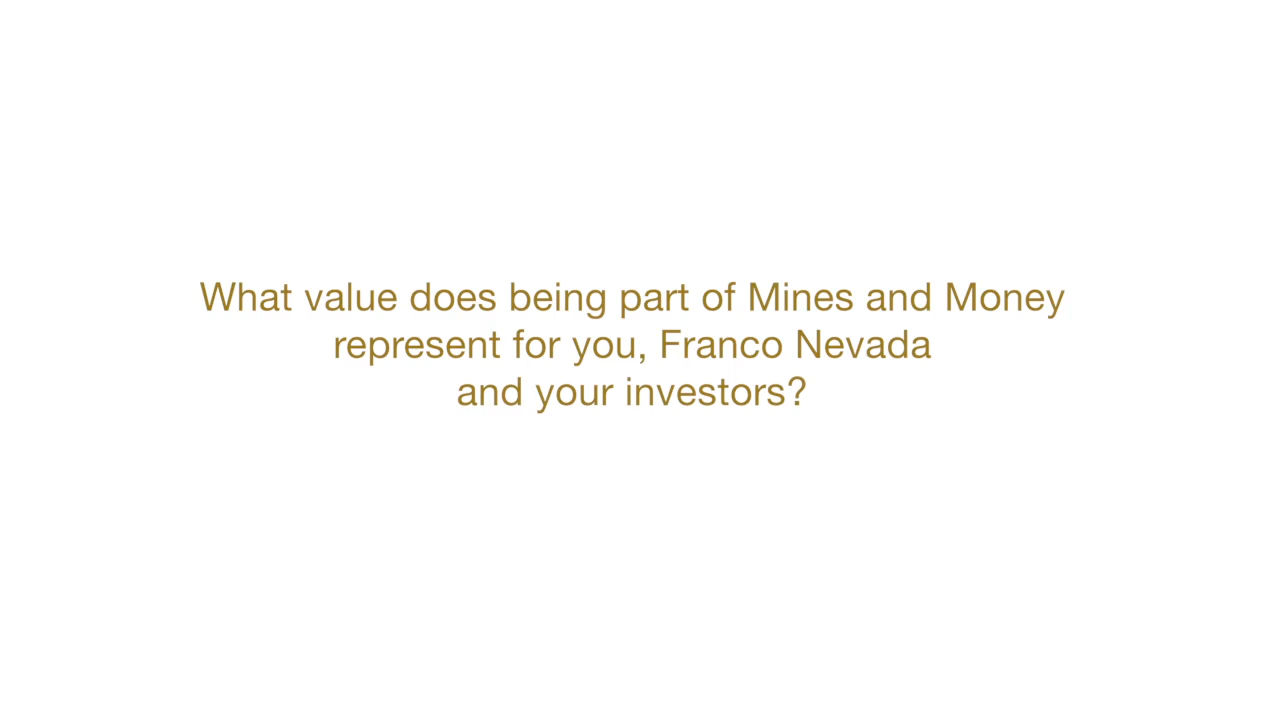 What value does being part of Mines and Money
represent for you, Franco Nevada
and your investors?